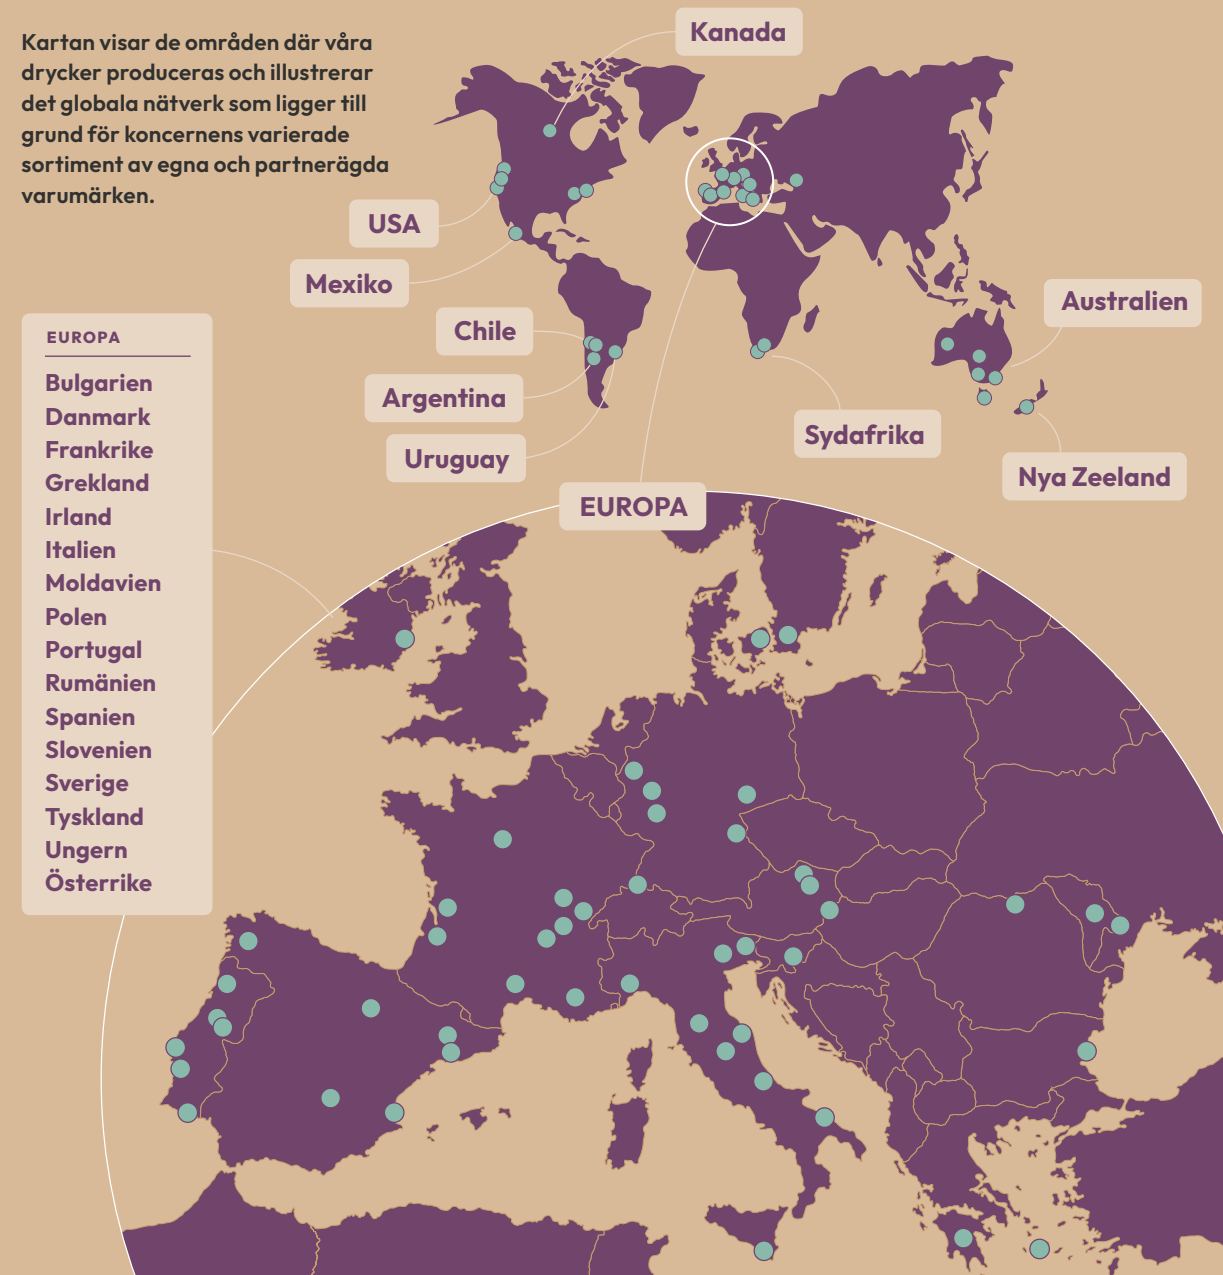 Kartan visar de områden där våra
drycker produceras och illustrerar
det globala nätverk som ligger till
grund för koncernens varierade
sortiment av egna och partnerägda
varumärken.
Kanada
USA
Mexiko
Chile
Argentina
Uruguay
Australien
Sydafrika
Nya Zeeland
EUROPA
EUROPA
Bulgarien
Danmark
Frankrike
Grekland
Irland
Italien
Moldavien
Polen
Portugal
Rumänien
Spanien
Slovenien
Sverige
Tyskland
Ungern
Österrike